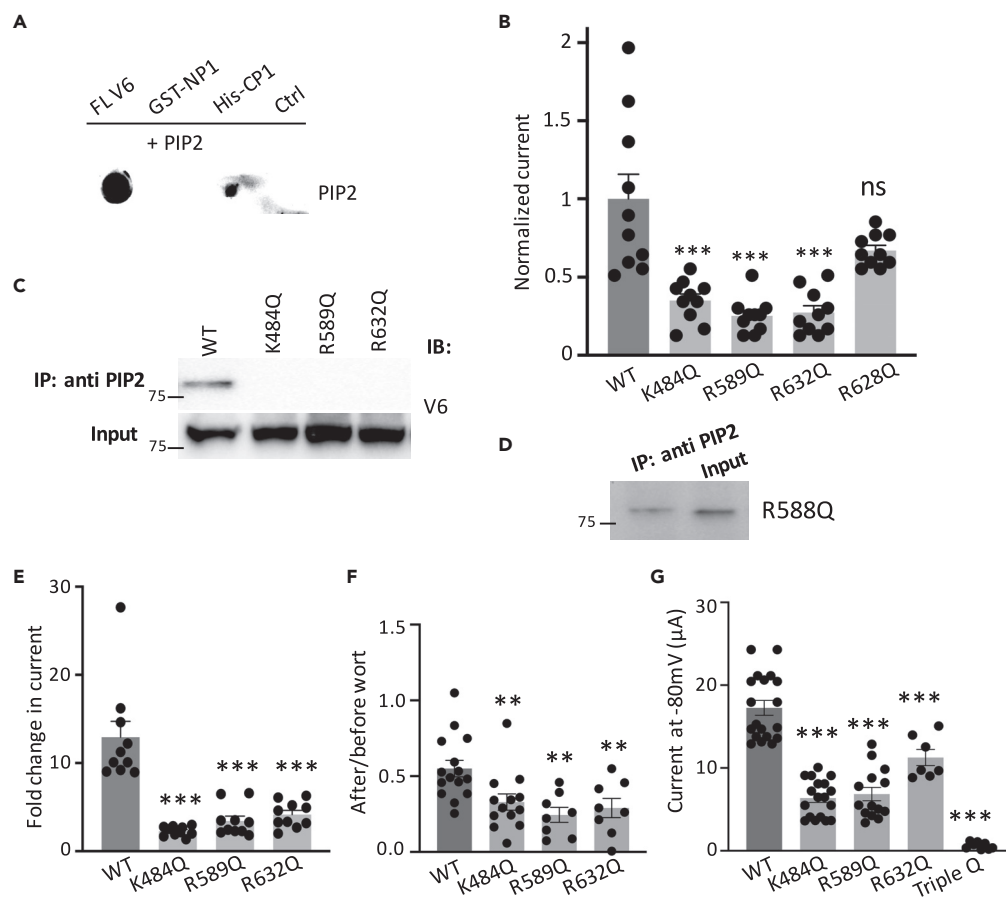 A
FL V6 GST-NP1 His-CP1 Ctrl
+ PIP2
PIP2
B
Normalized current
2
1.5
1
0.5
0
*** *** *** ns
WT K484Q R589Q R632Q R628Q
C
WT K484Q R589Q R632Q
IB:
IP: anti PIP2
75
V6
Input
75
D
IP: anti PIP2 Input
75
R588Q
E
Fold change in current
30
20
10
0
*** *** ***
WT K484Q R589Q R632Q
F
After/before wort
1.5
1.0
0.5
0.0
** ** **
WT K484Q R589Q R632Q
G
Current at -80mV (µA)
30
20
10
0
*** *** *** ***
WT K484Q R589Q R632Q Triple Q